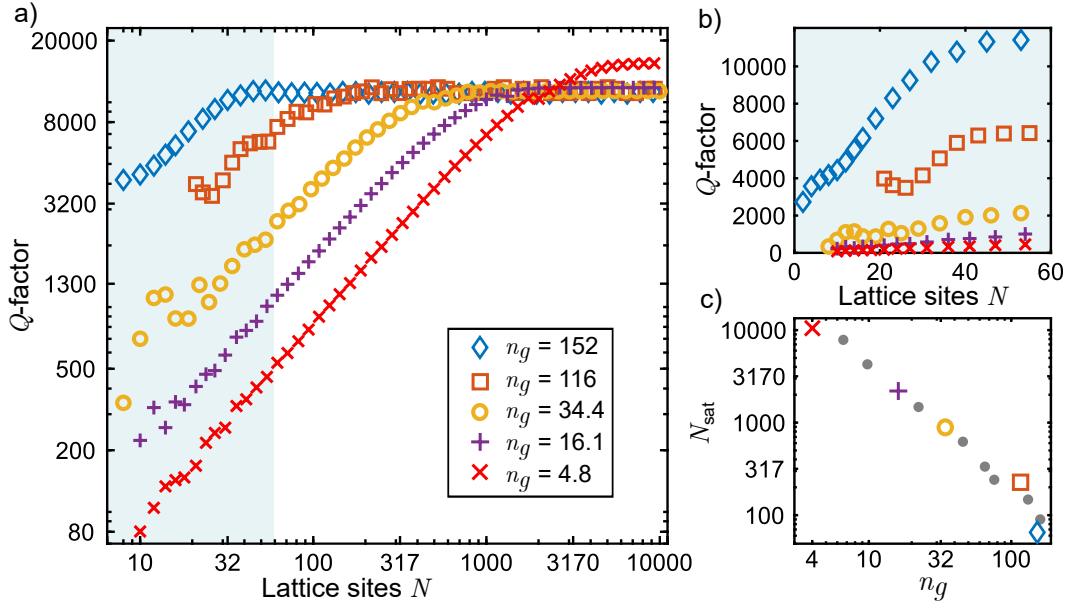 a)
20000
8000
3200
1300
500
200
80
Q-factor
10
32
100
317
1000
3170
10000
Lattice sites N
n_g = 152
n_g = 116
n_g = 34.4
n_g = 16.1
n_g = 4.8
b)
10000
8000
6000
4000
2000
0
Q-factor
0
20
40
60
Lattice sites N
c)
10000
3170
1000
317
100
N_sat
4
10
32
100
n_g